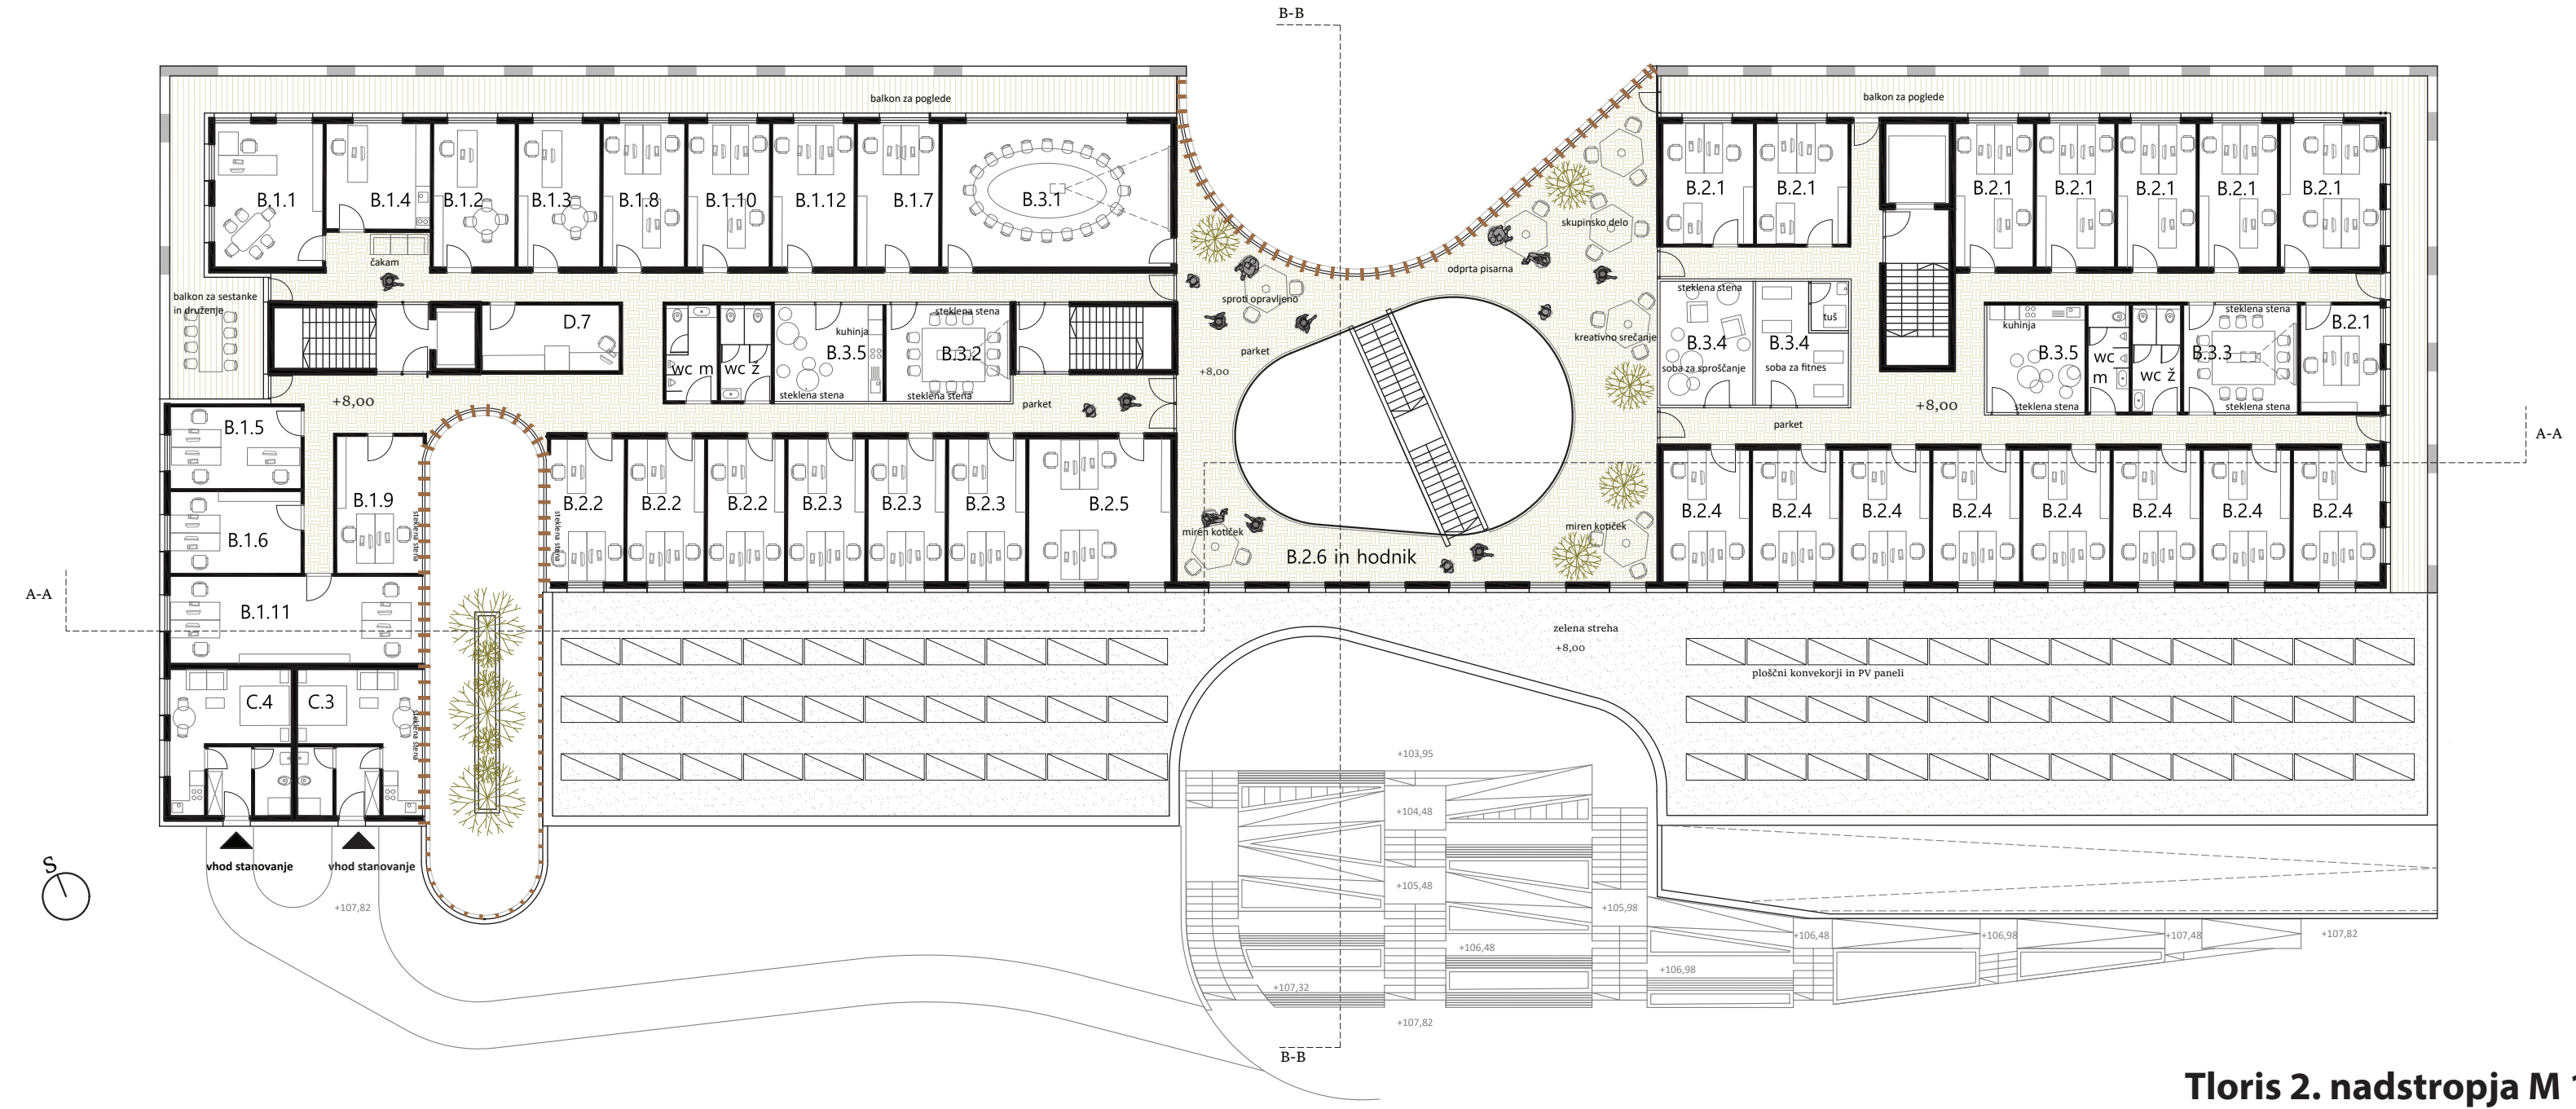 B-B
balkon za poglede
balkon za poglede
B.1.1
B.1.4
B.1.2
B.1.3
B.1.8
B.1.10
B.1.12
B.1.7
B.3.1
B.2.1
B.2.1
B.2.1
B.2.1
B.2.1
B.2.1
B.2.1
skupinsko delo
čakam
odprta pisarna
balkon za sestanke
in druženje
sproti opravljeno
steklena stena
steklena stena
steklena stena
D.7
kuhinja
B.3.5
B.3.2
wc m
wc ž
steklena stena
steklena stena
parket
+8,00
kreativno srečanje
B.3.4
soba za sproščanje
B.3.4
tuš
soba za fitnes
kuhinja
B.3.5
wc
m
wc ž
B.3.3
B.2.1
steklena stena
steklena stena
+8,00
parket
+8,00
parket
A-A
B.1.5
B.1.6
B.1.9
steklena stena
steklena stena
B.2.2
B.2.2
B.2.2
B.2.3
B.2.3
B.2.3
B.2.5
miren kotiček
miren kotiček
B.2.6 in hodnik
B.2.4
B.2.4
B.2.4
B.2.4
B.2.4
B.2.4
B.2.4
B.2.4
A-A
B.1.11
zelena streha
+8,00
ploščni konvekorji in PV paneli
C.4
C.3
steklena stena
+103,95
+104,48
+105,48
+105,98
+106,48
+106,98
+107,32
+107,82
+106,48
+106,98
+107,48
+107,82
S
vhod stanovanje
vhod stanovanje
+107,82
B-B
Tloris 2. nadstropja M